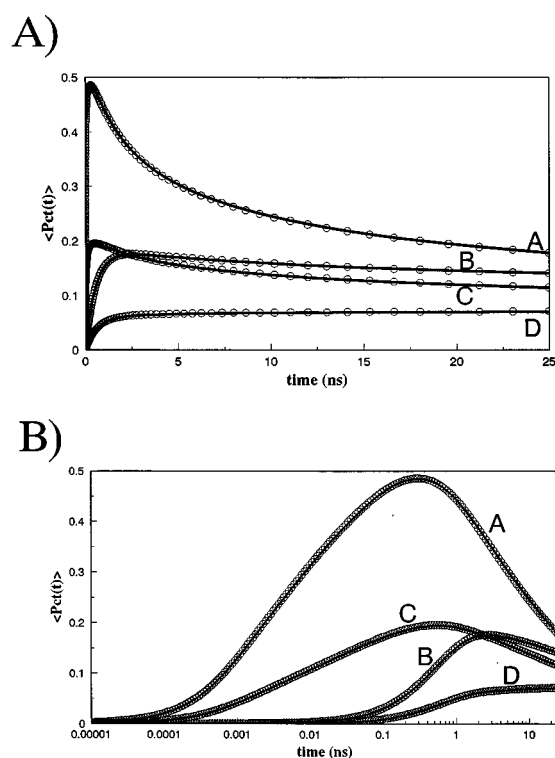 A)
<Pct(t)>
0.5
0.4
0.3
0.2
0.1
0
A
B
C
D
0 5 10 15 20 25
time (ns)
B)
<Pct(t)>
0.5
0.4
0.3
0.2
0.1
0
A
C
B
D
0.00001 0.0001 0.001 0.01 0.1 1 10
time (ns)